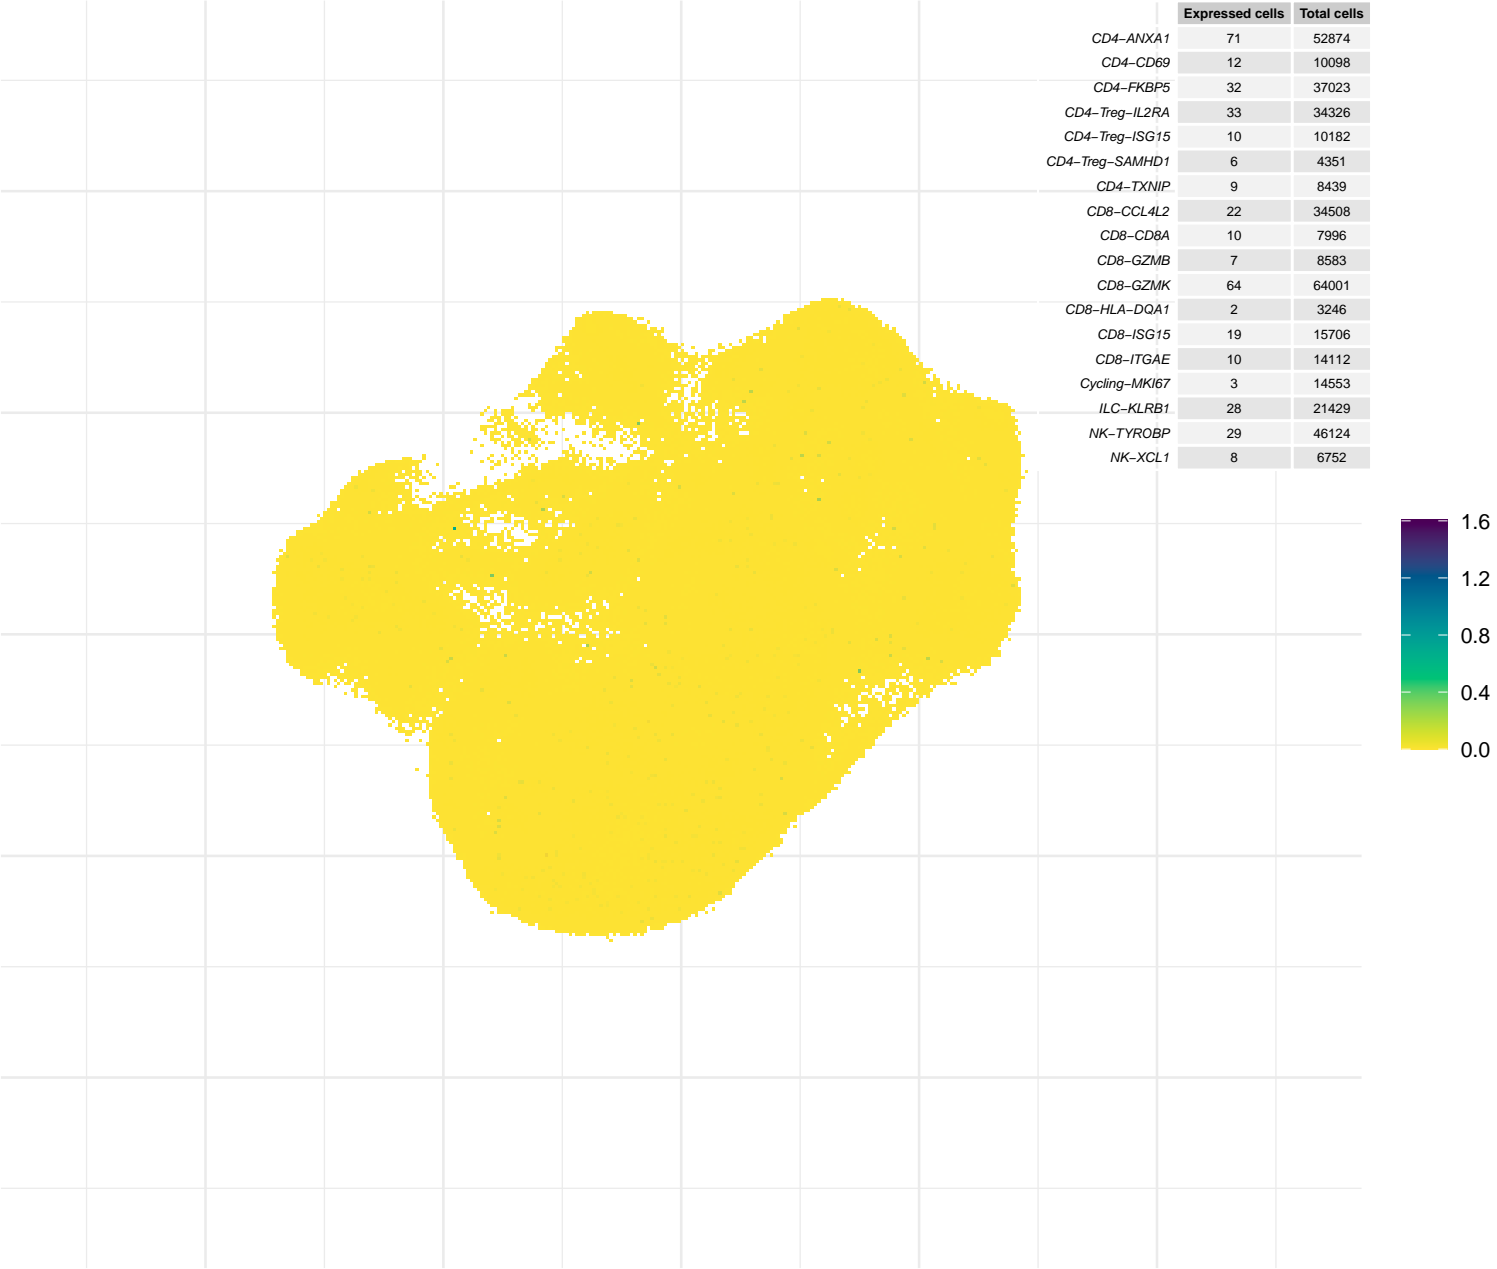 Expressed cells Total cells
CD4−ANXA1 71 52874
CD4−CD69 12 10098
CD4−FKBP5 32 37023
CD4−Treg−IL2RA 33 34326
CD4−Treg−ISG15 10 10182
CD4−Treg−SAMHD1 6 4351
CD4−TXNIP 9 8439
CD8−CCL4L2 22 34508
CD8−CD8A 10 7996
CD8−GZMB 7 8583
CD8−GZMK 64 64001
CD8−HLA−DQA1 2 3246
CD8−ISG15 19 15706
CD8−ITGAE 10 14112
Cycling−MKI67 3 14553
ILC−KLRB1 28 21429
NK−TYROBP 29 46124
NK−XCL1 8 6752
1.6
1.2
0.8
0.4
0.0